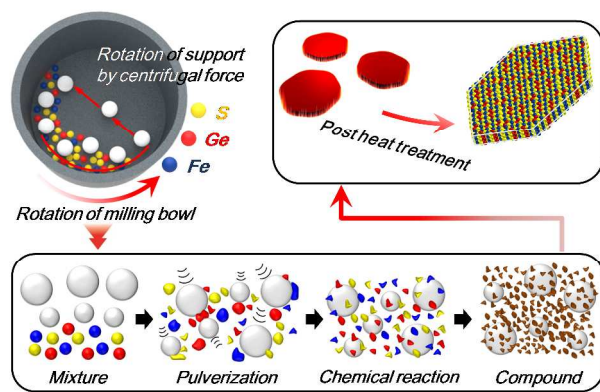 Rotation of support
by centrifugal force
S
Ge
Fe
Rotation of milling bowl
Post heat treatment
Mixture
Pulverization
Chemical reaction
Compound